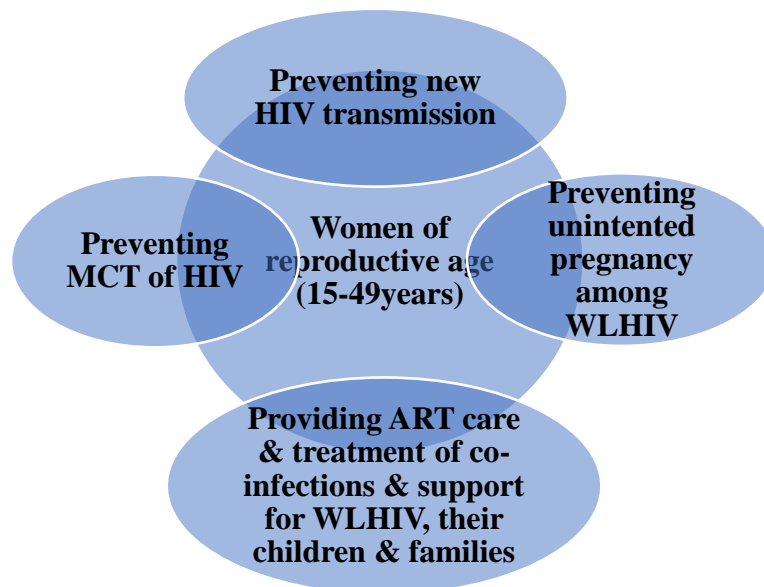 Preventing new
HIV transmission
Preventing
MCT of HIV
Women of
reproductive age
(15-49years)
Preventing
unintented
pregnancy
among
WLHIV
Providing ART care
& treatment of co-
infections & support
for WLHIV, their
children & families